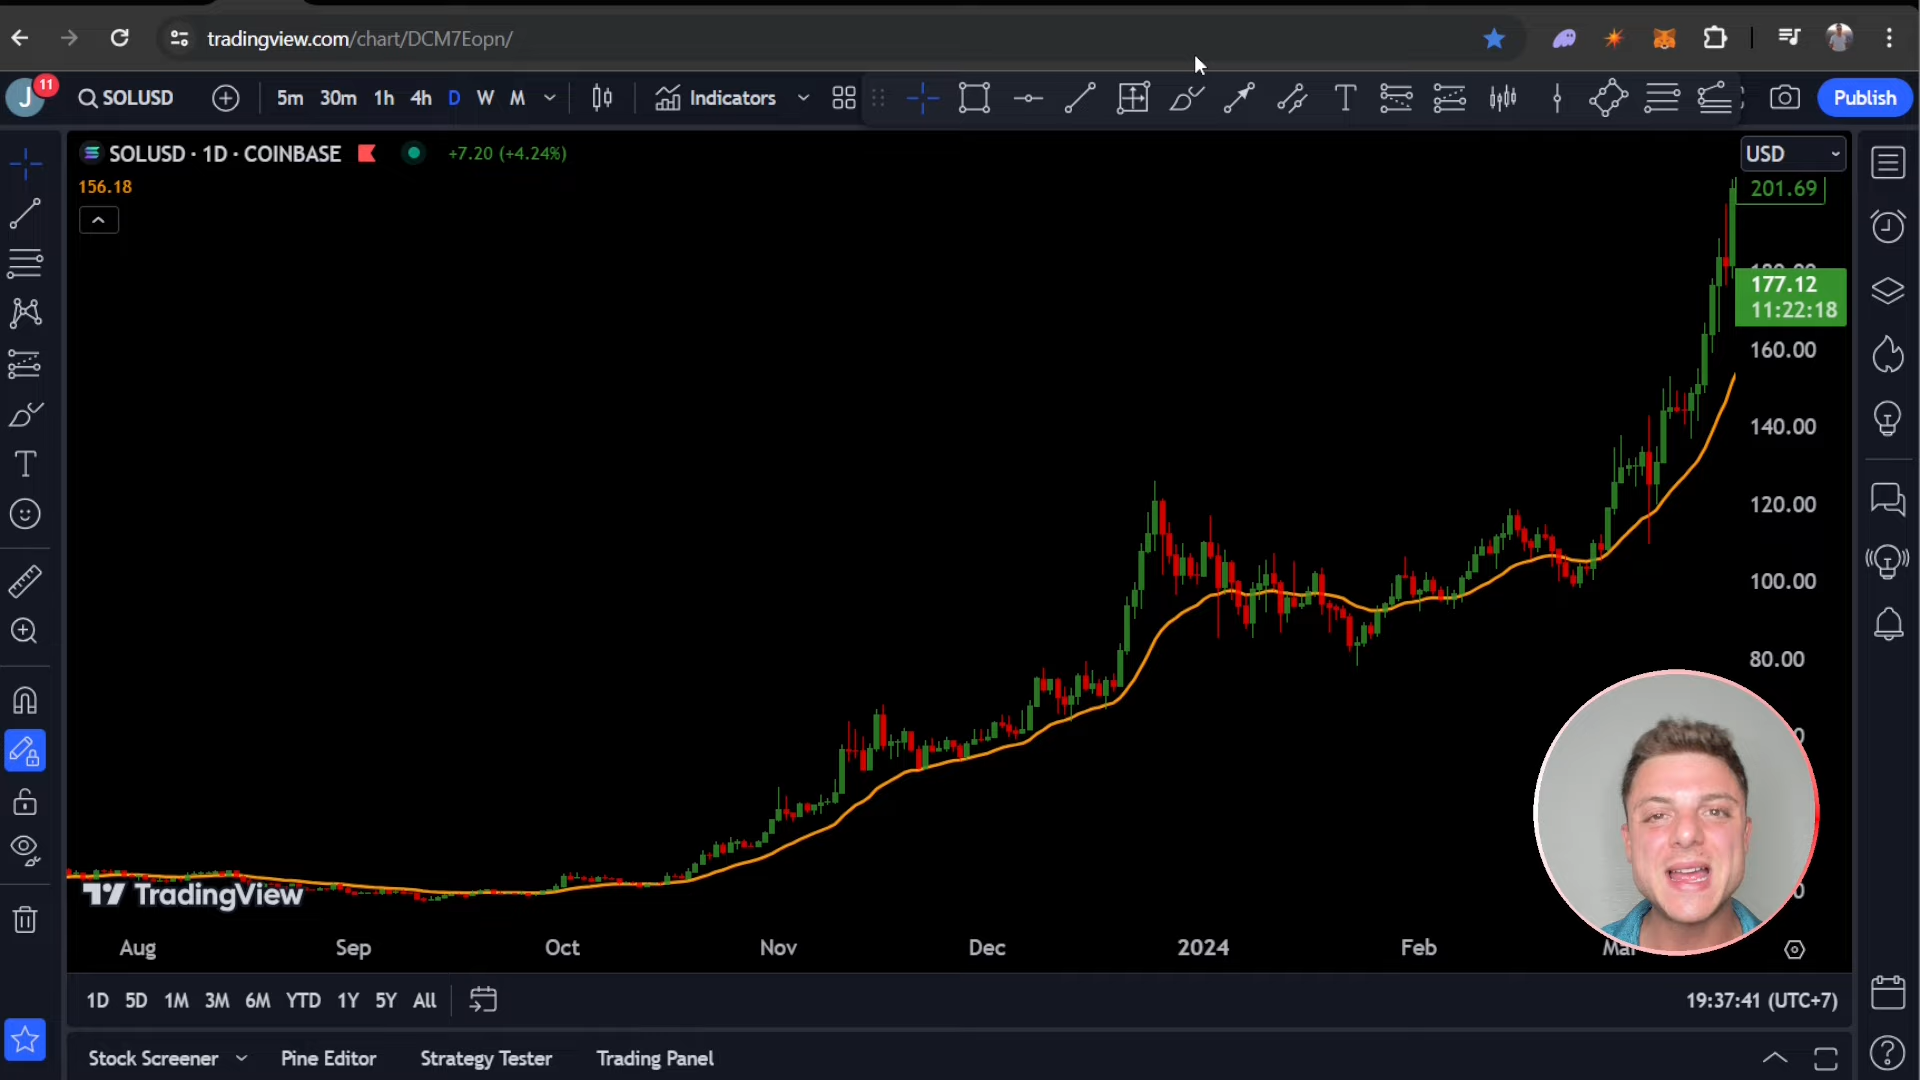 tradingview.com/chart/DCM7Eopn/
J 11 SOLUSD 5m 30m 1h 4h D W M Indicators T Publish
SOLUSD · 1D · COINBASE +7.20 (+4.24%) USD
156.18 201.69
177.12
11:22:18
160.00
140.00
120.00
100.00
80.00
TradingView
Aug Sep Oct Nov Dec 2024 Feb
1D 5D 1M 3M 6M YTD 1Y 5Y All 19:37:41 (UTC+7)
Stock Screener Pine Editor Strategy Tester Trading Panel